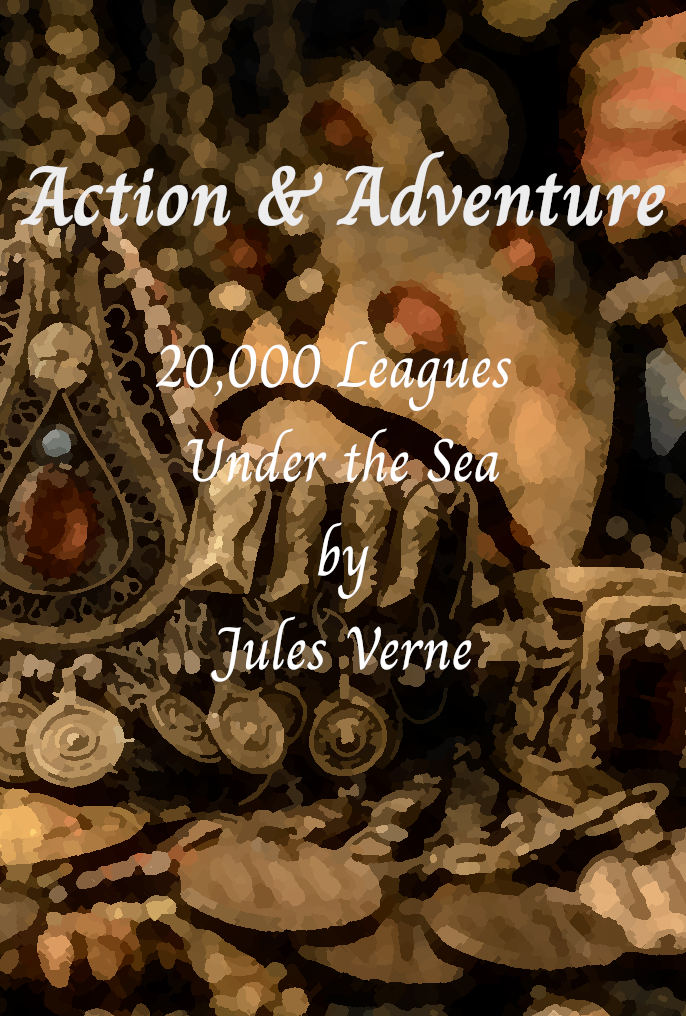 Action & Adventure
20,000 Leagues
Under the Sea
by
Jules Verne